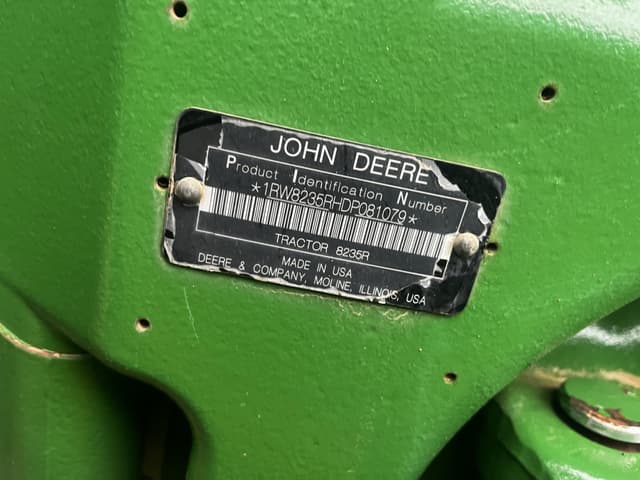 JOHN DEERE
Product Identification Number
*1RW8235RHDP081079*
TRACTOR 8235R
MADE IN USA
DEERE & COMPANY, MOLINE, ILLINOIS, USA